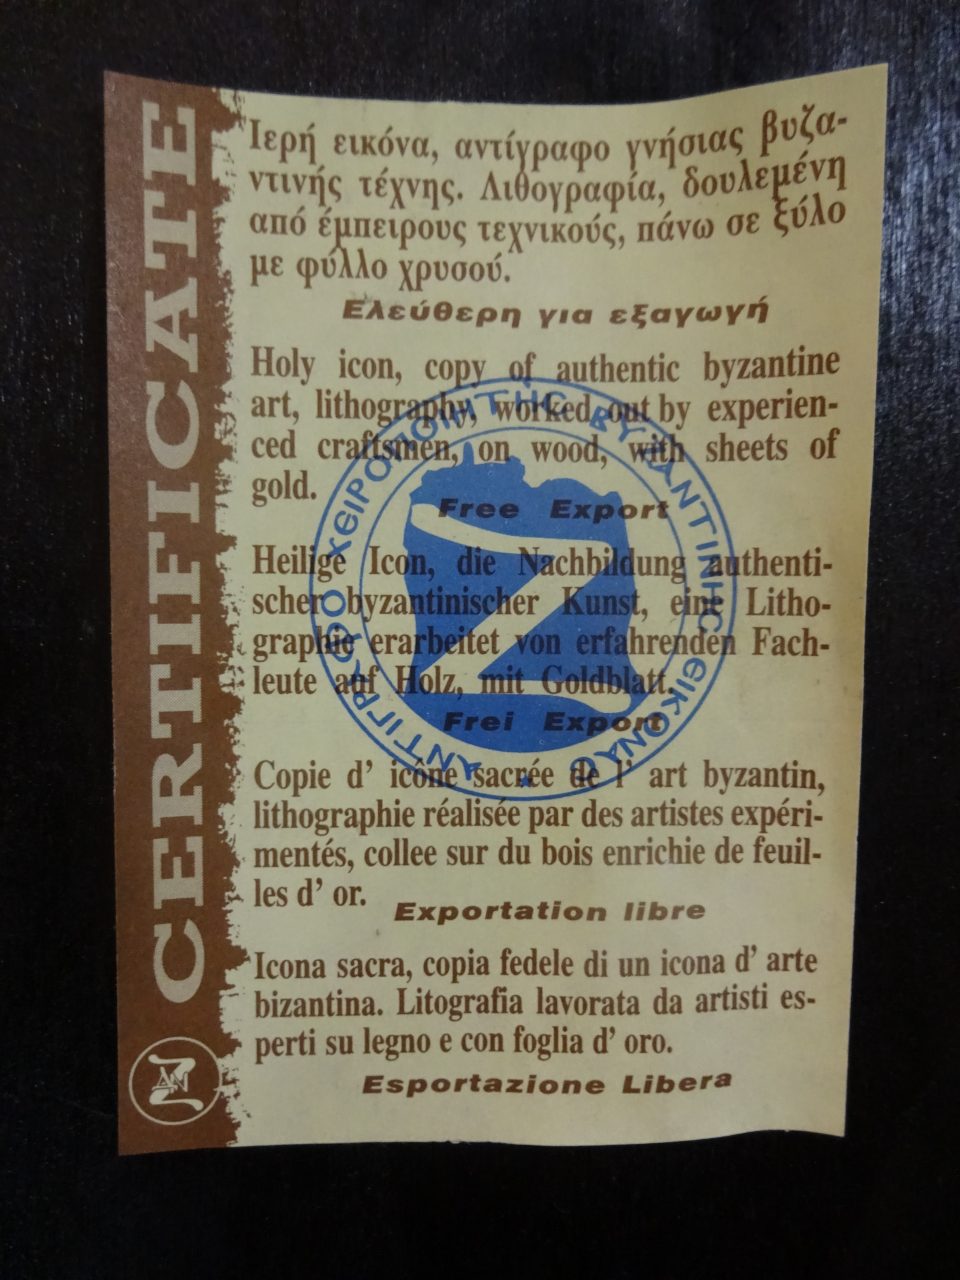 CERTIFICATE
Ιερή εικόνα, αντίγραφο γνήσιας βυζα-
ντινής τέχνης. Λιθογραφία, δουλεμένη
από έμπειρους τεχνικούς, πάνω σε ξύλο
με φύλλο χρυσού.
Ελεύθερη για εξαγωγή
Holy icon, copy of authentic byzantine
art, lithography, worked out by experien-
ced craftsmen, on wood, with sheets of
gold.
Free Export
Heilige Icon, die Nachbildung authenti-
scher byzantinischer Kunst, eine Litho-
graphie erarbeitet von erfahrenden Fach-
leute auf Holz, mit Goldblatt.
Frei Export
Copie d' icône sacrée de l' art byzantin,
lithographie réalisée par des artistes expéri-
mentés, collee sur du bois enrichie de feuil-
les d' or.
Exportation libre
Icona sacra, copia fedele di un icona d' arte
bizantina. Litografia lavorata da artisti es-
perti su legno e con foglia d' oro.
Esportazione Libera
ΑΝΤΙΓΡΑΦΟ ΧΕΙΡΟΠΟΙΗΤΗΣ ΒΥΖΑΝΤΙΝΗΣ ΕΙΚΟΝΑΣ
AN